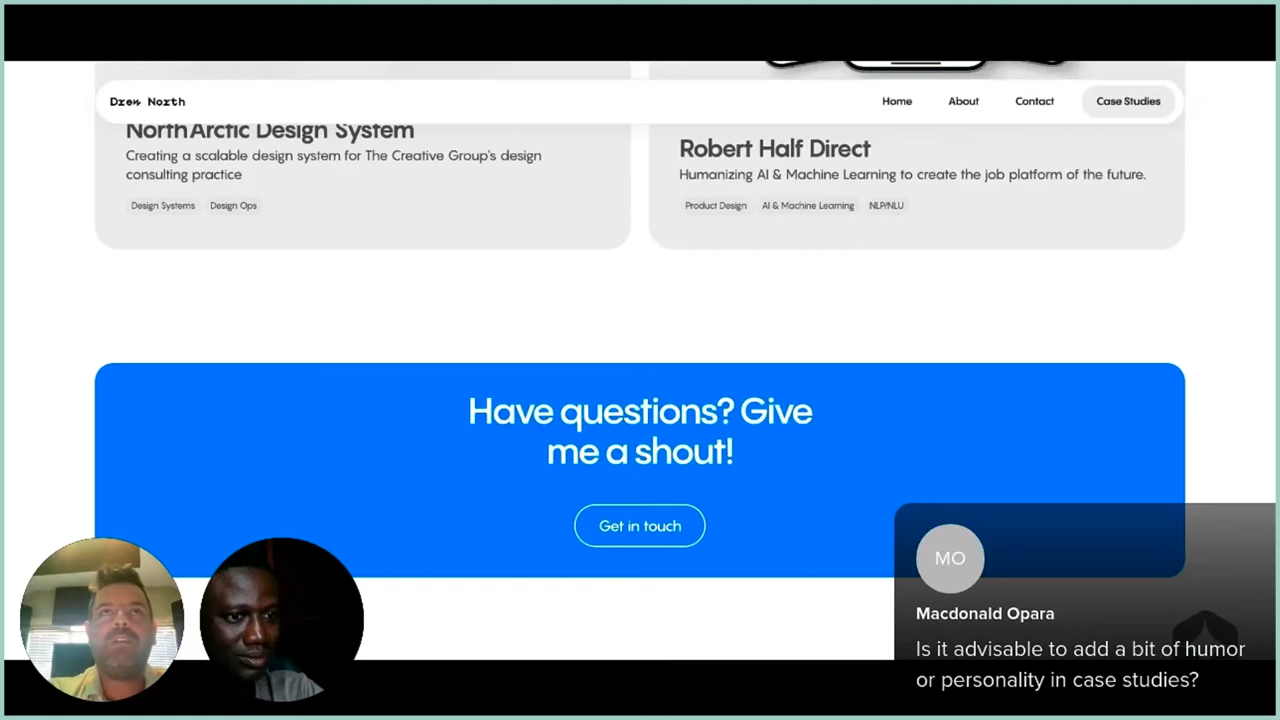 Drew North
Home
About
Contact
Case Studies
NorthArctic Design System
Creating a scalable design system for The Creative Group's design
consulting practice
Design Systems
Design Ops
Robert Half Direct
Humanizing AI & Machine Learning to create the job platform of the future.
Product Design
AI & Machine Learning
NLP/NLU
Have questions? Give
me a shout!
Get in touch
MO
Macdonald Opara
Is it advisable to add a bit of humor
or personality in case studies?